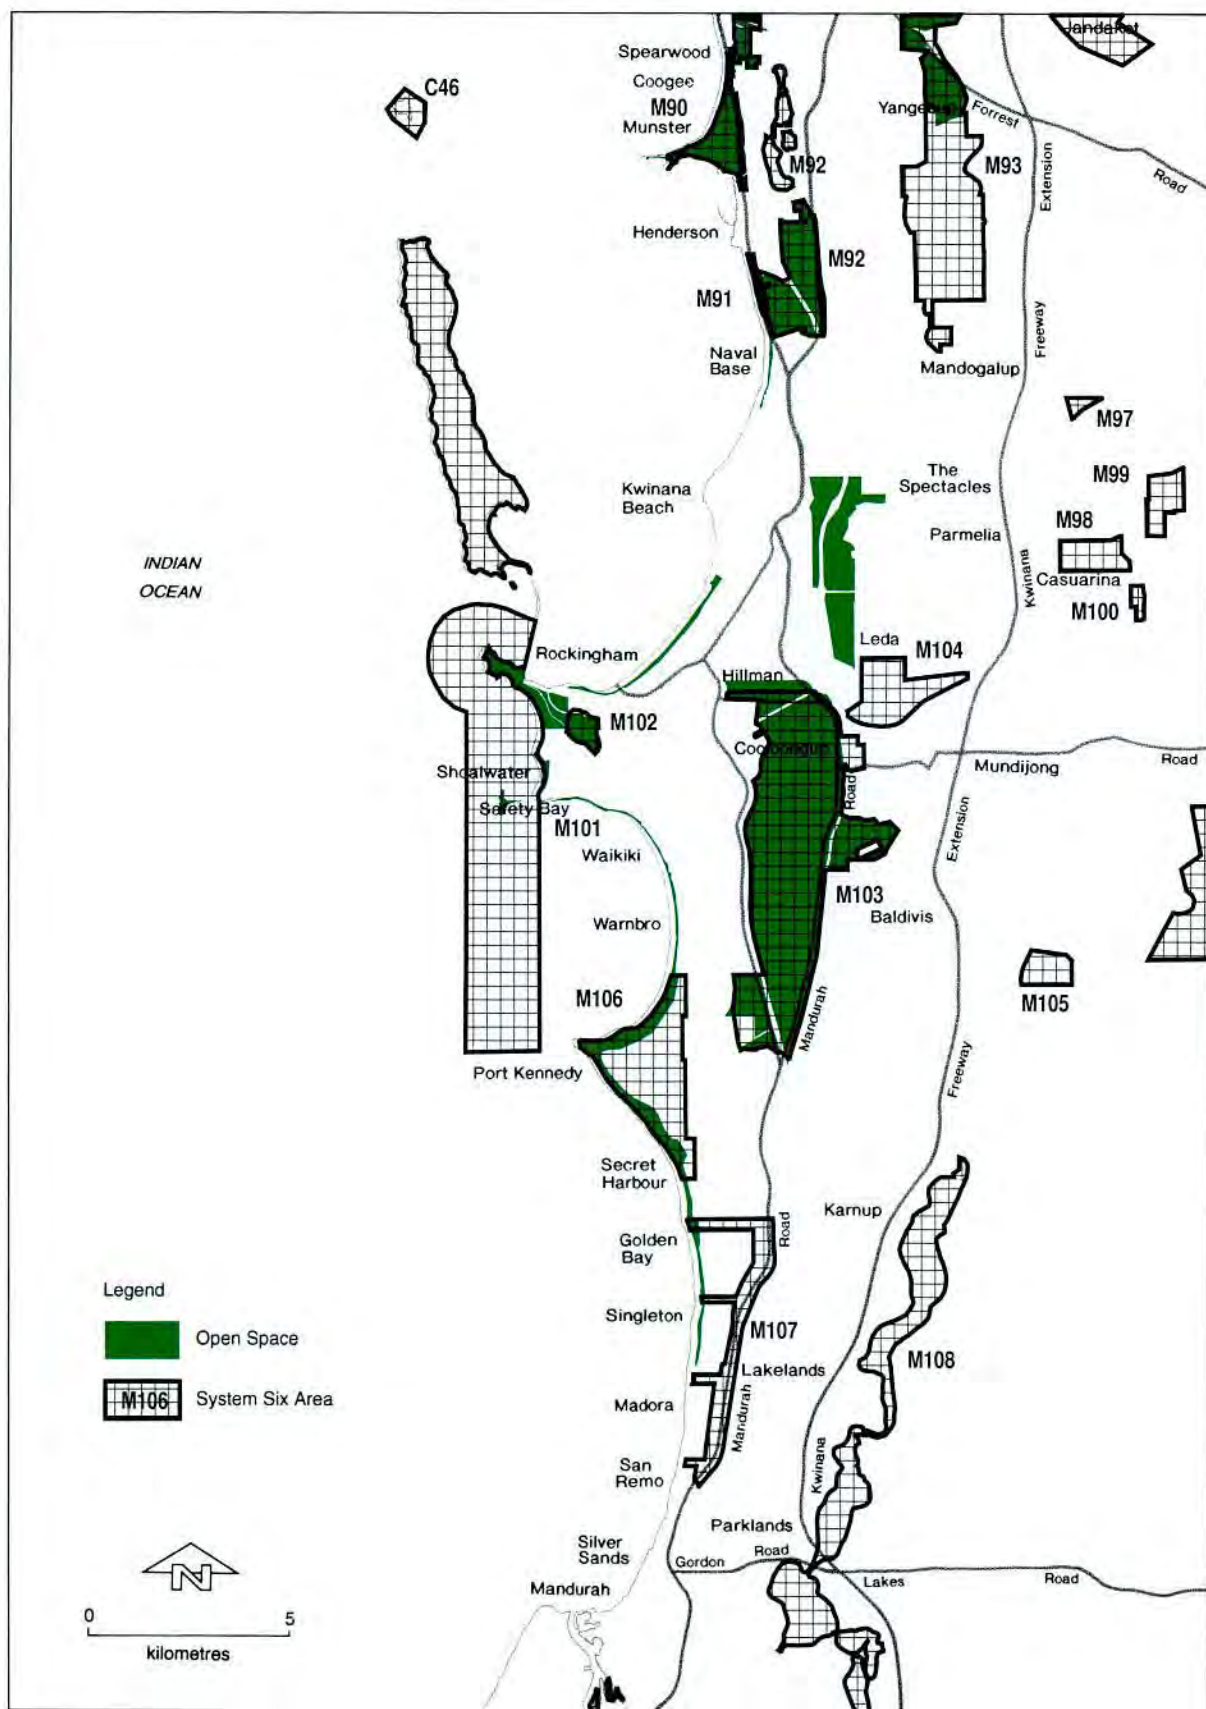 Jandakot
Spearwood
Coogee
C46
M90
Munster
Yangebup
Forrest
M92
M93
Extension
Road
Henderson
M92
M91
Freeway
Naval
Base
Mandogalup
M97
The
Spectacles
M99
Kwinana
Beach
Parmelia
M98
INDIAN
OCEAN
Kwinana
Casuarina
M100
Leda
M104
Rockingham
Hillman
M102
Cooloongup
Mundijong
Road
Shoalwater
Road
Safety Bay
M101
Extension
Waikiki
M103
Baldivis
Warnbro
M106
M105
Mandurah
Port Kennedy
Freeway
Secret
Harbour
Karnup
Road
Golden
Bay
Legend
Singleton
M107
Open Space
M108
Lakelands
M106
System Six Area
Madora
Mandurah
San
Remo
Kwinana
Parklands
Silver
Sands
Gordon
Road
Lakes
Road
Mandurah
N
0 5
kilometres